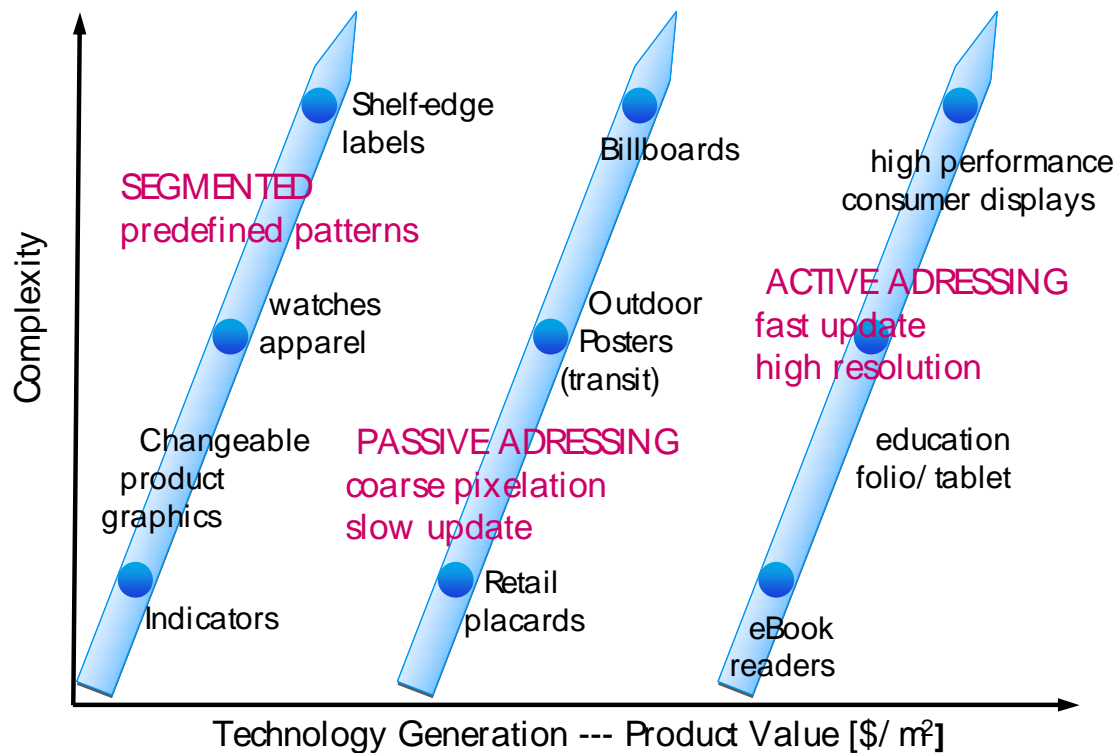 Complexity
Shelf-edge
labels
SEGMENTED
predefined patterns
watches
apparel
Changeable
product
graphics
Indicators
Billboards
Outdoor
Posters
(transit)
PASSIVE ADRESSING
coarse pixelation
slow update
Retail
placards
high performance
consumer displays
ACTIVE ADRESSING
fast update
high resolution
education
folio/ tablet
eBook
readers
Technology Generation --- Product Value [$/ m²]